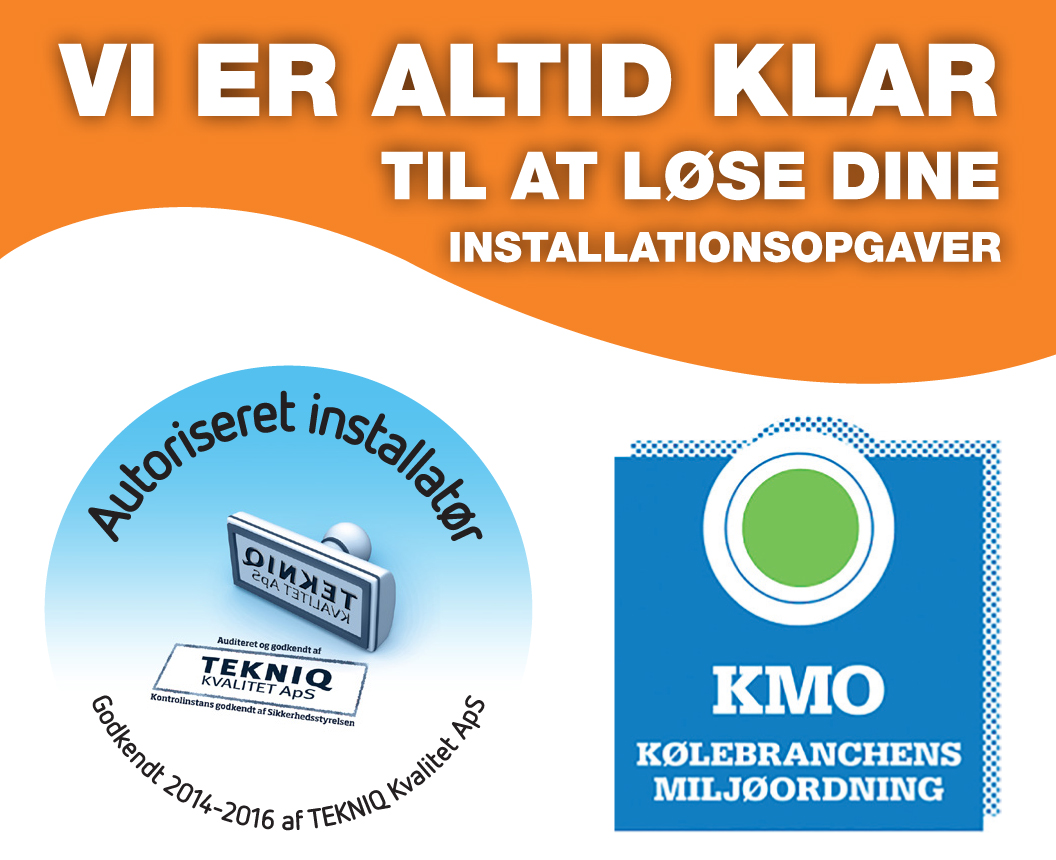 VI ER ALTID KLAR
TIL AT LØSE DINE
INSTALLATIONSOPGAVER
Autoriseret installatør
TEKNIQ
KVALITET ApS
Auditeret og godkendt af
TEKNIQ
KVALITET ApS
Kontrolinstans godkendt af Sikkerhedsstyrelsen
Godkendt 2014-2016 af TEKNIQ Kvalitet ApS
KMO
KØLEBRANCHENS
MILJØORDNING